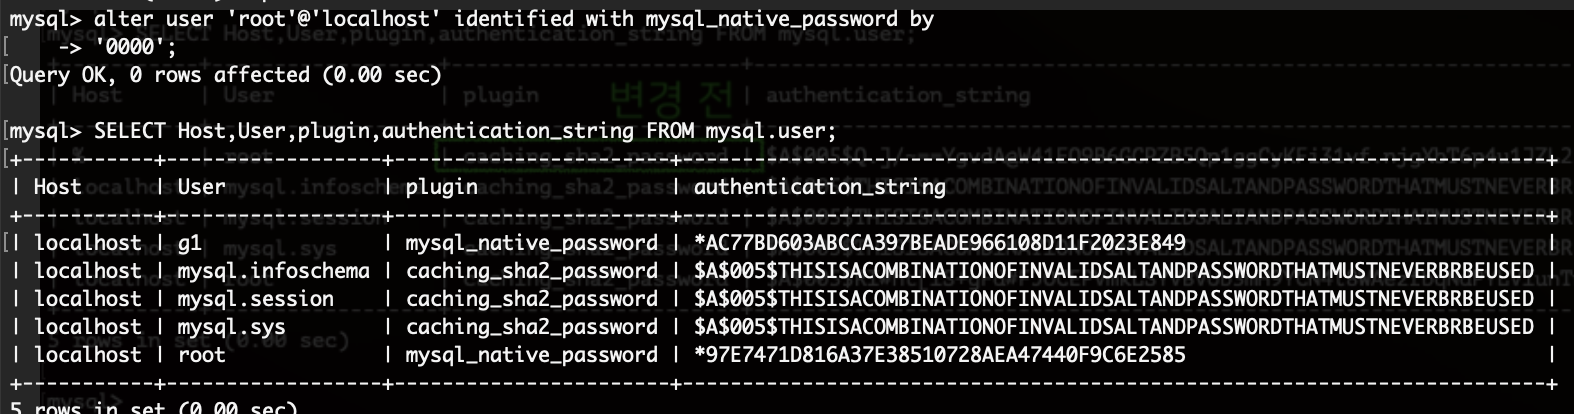 mysql> alter user 'root'@'localhost' identified with mysql_native_password by
    -> '0000';
Query OK, 0 rows affected (0.00 sec)
mysql> SELECT Host,User,plugin,authentication_string FROM mysql.user;
+-----------+------------------+-----------------------+------------------------------------------------------------------------+
| Host      | User             | plugin                | authentication_string                                                  |
+-----------+------------------+-----------------------+------------------------------------------------------------------------+
| localhost | g1               | mysql_native_password | *AC77BD603ABCCA397BEADE966108D11F2023E849                              |
| localhost | mysql.infoschema | caching_sha2_password | $A$005$THISISACOMBINATIONOFINVALIDSALTANDPASSWORDTHATMUSTNEVERBRBEUSED |
| localhost | mysql.session    | caching_sha2_password | $A$005$THISISACOMBINATIONOFINVALIDSALTANDPASSWORDTHATMUSTNEVERBRBEUSED |
| localhost | mysql.sys        | caching_sha2_password | $A$005$THISISACOMBINATIONOFINVALIDSALTANDPASSWORDTHATMUSTNEVERBRBEUSED |
| localhost | root             | mysql_native_password | *97E7471D816A37E38510728AEA47440F9C6E2585                              |
+-----------+------------------+-----------------------+------------------------------------------------------------------------+
5 rows in set (0.00 sec)
변경 전